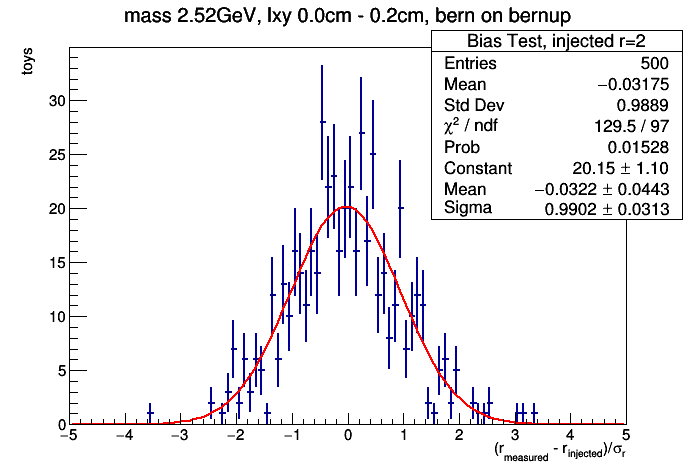 mass 2.52GeV, lxy 0.0cm - 0.2cm, bern on bernup
Bias Test, injected r=2
Entries 500
Mean −0.03175
Std Dev 0.9889
χ² / ndf 129.5 / 97
Prob 0.01528
Constant 20.15 ± 1.10
Mean −0.0322 ± 0.0443
Sigma 0.9902 ± 0.0313
toys
30
25
20
15
10
5
0
−5 −4 −3 −2 −1 0 1 2 3 4 5
(r_measured - r_injected)/σ_r